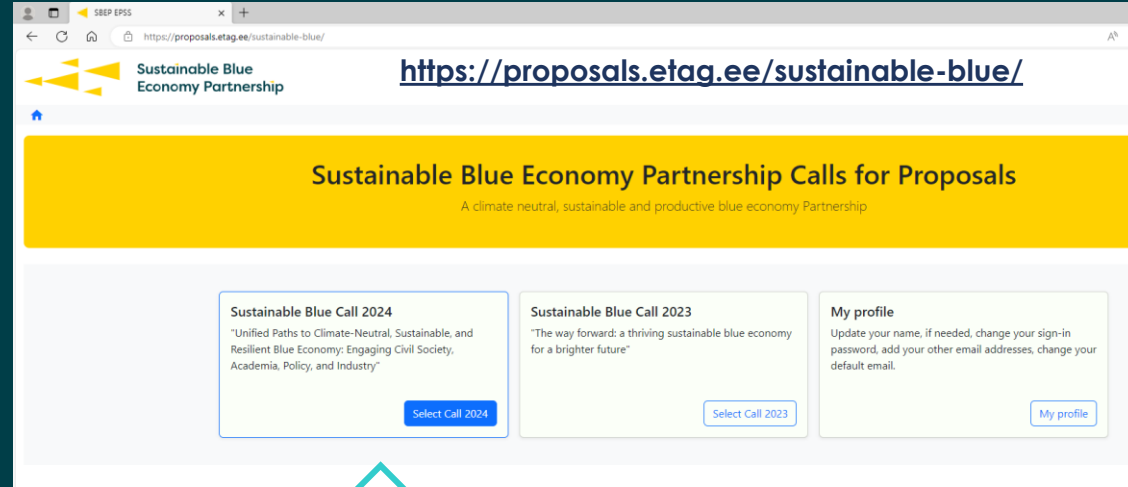 SBEP EPSS
https://proposals.etag.ee/sustainable-blue/
Sustainable Blue
Economy Partnership
https://proposals.etag.ee/sustainable-blue/
Sustainable Blue Economy Partnership Calls for Proposals
A climate neutral, sustainable and productive blue economy Partnership
Sustainable Blue Call 2024
"Unified Paths to Climate-Neutral, Sustainable, and
Resilient Blue Economy: Engaging Civil Society,
Academia, Policy, and Industry"
Select Call 2024
Sustainable Blue Call 2023
"The way forward: a thriving sustainable blue economy
for a brighter future"
Select Call 2023
My profile
Update your name, if needed, change your sign-in
password, add your other email addresses, change your
default email.
My profile